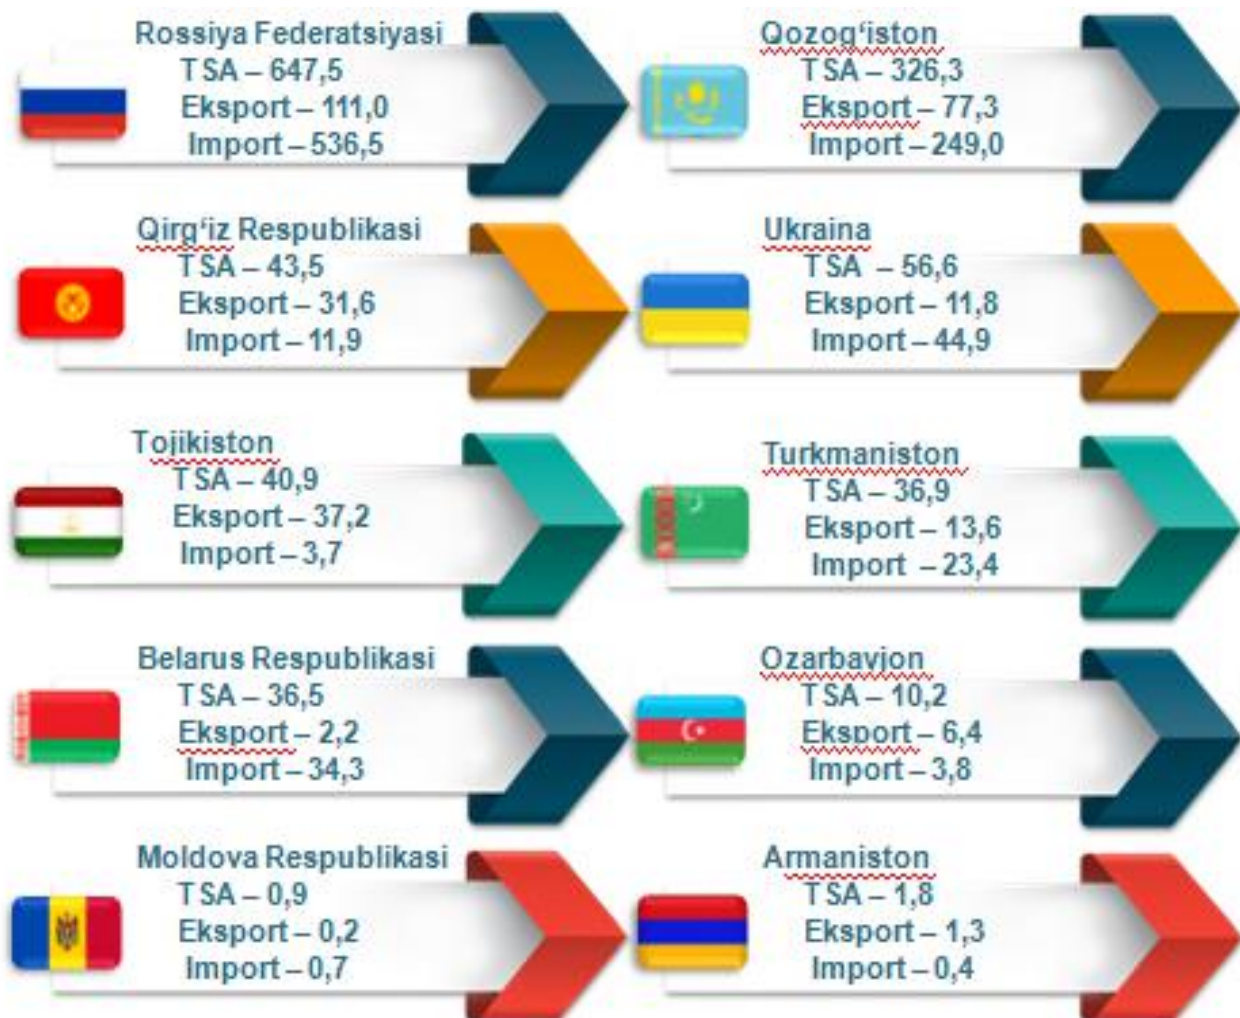 Rossiya Federatsiyasi
TSA – 647,5
Eksport – 111,0
Import – 536,5
Qozog‘iston
TSA – 326,3
Eksport – 77,3
Import – 249,0
Qirg‘iz Respublikasi
TSA – 43,5
Eksport – 31,6
Import – 11,9
Ukraina
TSA – 56,6
Eksport – 11,8
Import – 44,9
Tojikiston
TSA – 40,9
Eksport – 37,2
Import – 3,7
Turkmaniston
TSA – 36,9
Eksport – 13,6
Import – 23,4
Belarus Respublikasi
TSA – 36,5
Eksport – 2,2
Import – 34,3
Ozarbayjon
TSA – 10,2
Eksport – 6,4
Import – 3,8
Moldova Respublikasi
TSA – 0,9
Eksport – 0,2
Import – 0,7
Armaniston
TSA – 1,8
Eksport – 1,3
Import – 0,4